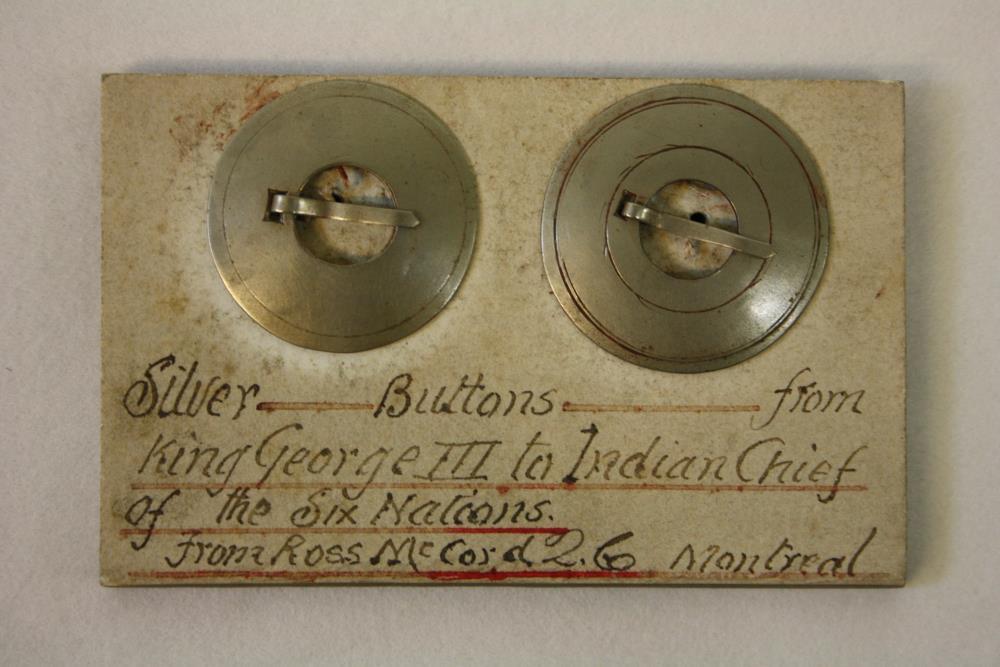 Silver — Buttons — from
King George III to Indian Chief
of the Six Nations.
from Ross McCord 2.6 Montreal